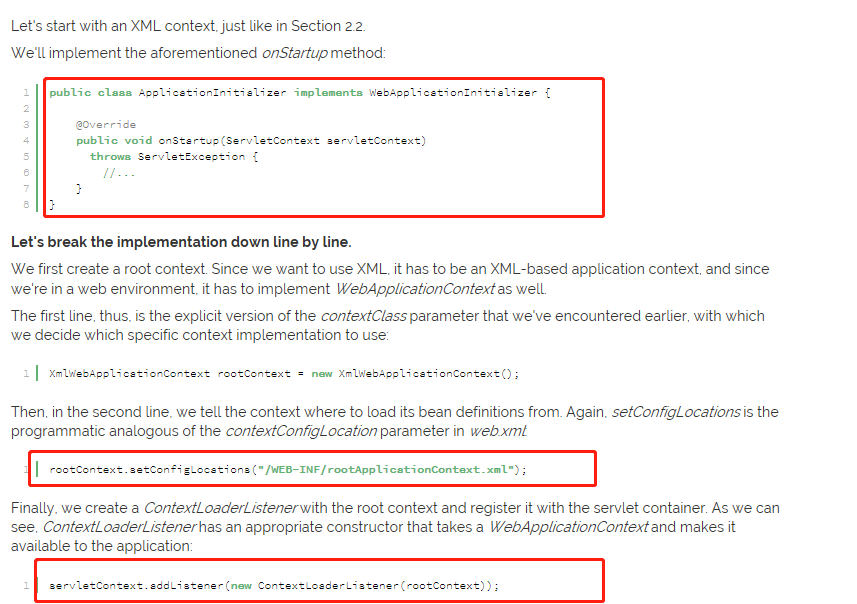 Let's start with an XML context, just like in Section 2.2.
We'll implement the aforementioned onStartup method:
1 public class ApplicationInitializer implements WebApplicationInitializer {
2
3 @Override
4 public void onStartup(ServletContext servletContext)
5 throws ServletException {
6 //...
7 }
8 }
Let's break the implementation down line by line.
We first create a root context. Since we want to use XML, it has to be an XML-based application context, and since
we're in a web environment, it has to implement WebApplicationContext as well.
The first line, thus, is the explicit version of the contextClass parameter that we've encountered earlier, with which
we decide which specific context implementation to use:
1 XmlWebApplicationContext rootContext = new XmlWebApplicationContext();
Then, in the second line, we tell the context where to load its bean definitions from. Again, setConfigLocations is the
programmatic analogous of the contextConfigLocation parameter in web.xml:
1 rootContext.setConfigLocations("/WEB-INF/rootApplicationContext.xml");
Finally, we create a ContextLoaderListener with the root context and register it with the servlet container. As we can
see, ContextLoaderListener has an appropriate constructor that takes a WebApplicationContext and makes it
available to the application:
1 servletContext.addListener(new ContextLoaderListener(rootContext));